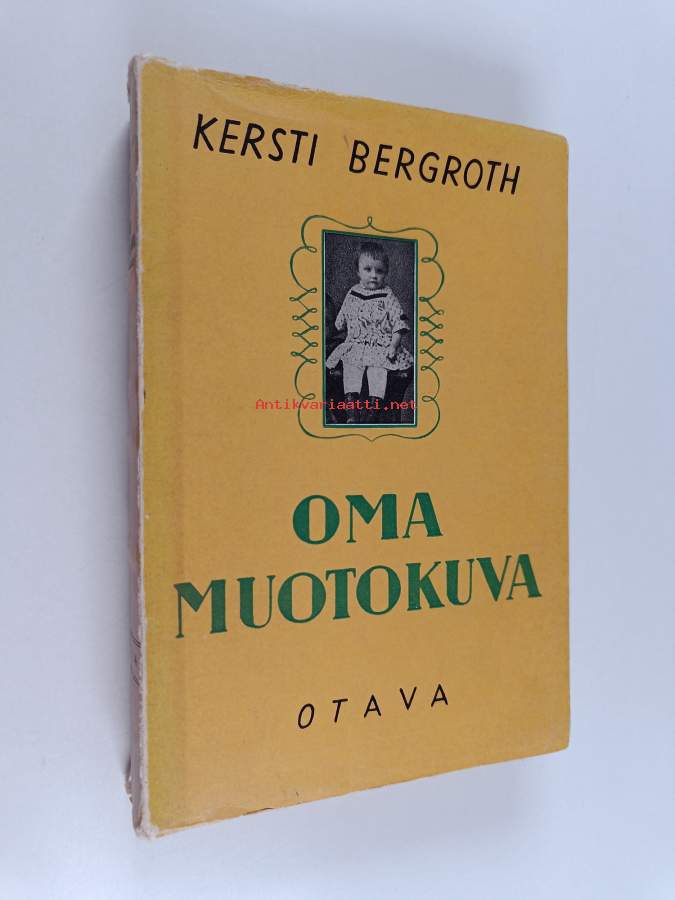 KERSTI BERGROTH
Antikvariaatti.net
OMA
MUOTOKUVA
OTAVA